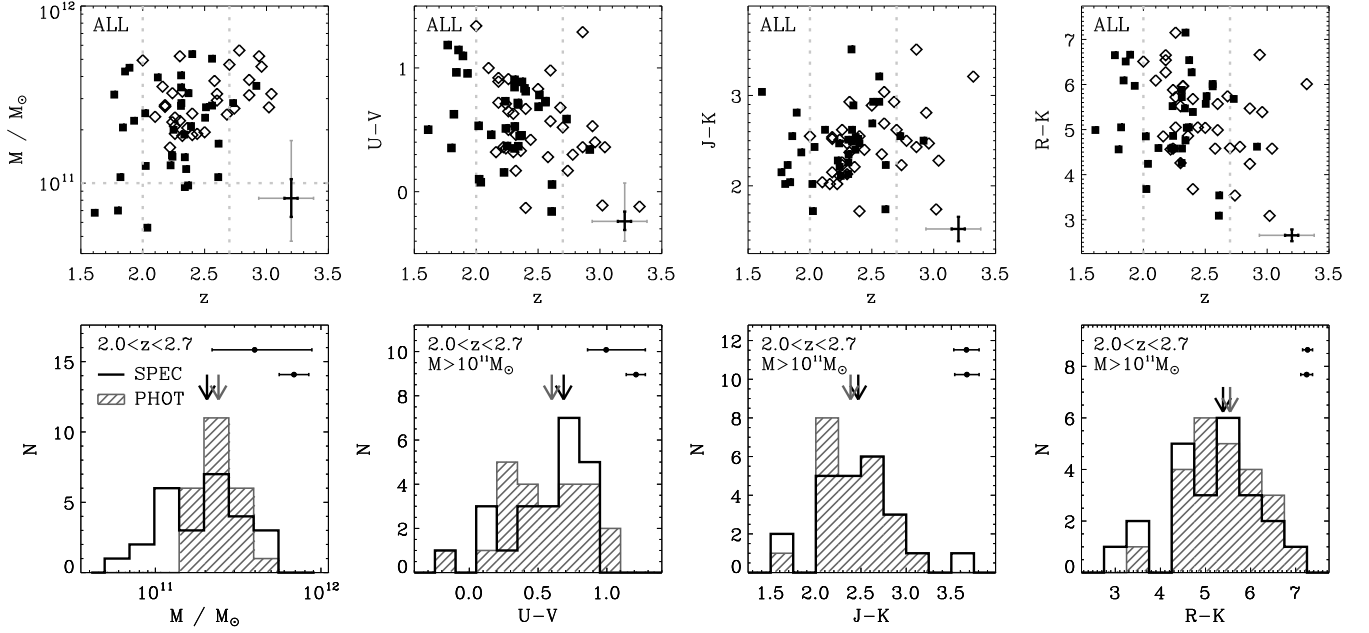 ALL
10¹²
10¹¹
M / M⊙
1.5 2.0 2.5 3.0 3.5
z
ALL
1
0
U−V
1.5 2.0 2.5 3.0 3.5
z
ALL
3
2
J−K
1.5 2.0 2.5 3.0 3.5
z
ALL
7
6
5
4
3
R−K
1.5 2.0 2.5 3.0 3.5
z
2.0<z<2.7
SPEC
PHOT
15
10
5
0
N
10¹¹ 10¹²
M / M⊙
2.0<z<2.7
M>10¹¹M⊙
10
8
6
4
2
0
N
0.0 0.5 1.0
U−V
2.0<z<2.7
M>10¹¹M⊙
12
10
8
6
4
2
0
N
1.5 2.0 2.5 3.0 3.5
J−K
2.0<z<2.7
M>10¹¹M⊙
8
6
4
2
0
N
3 4 5 6 7
R−K